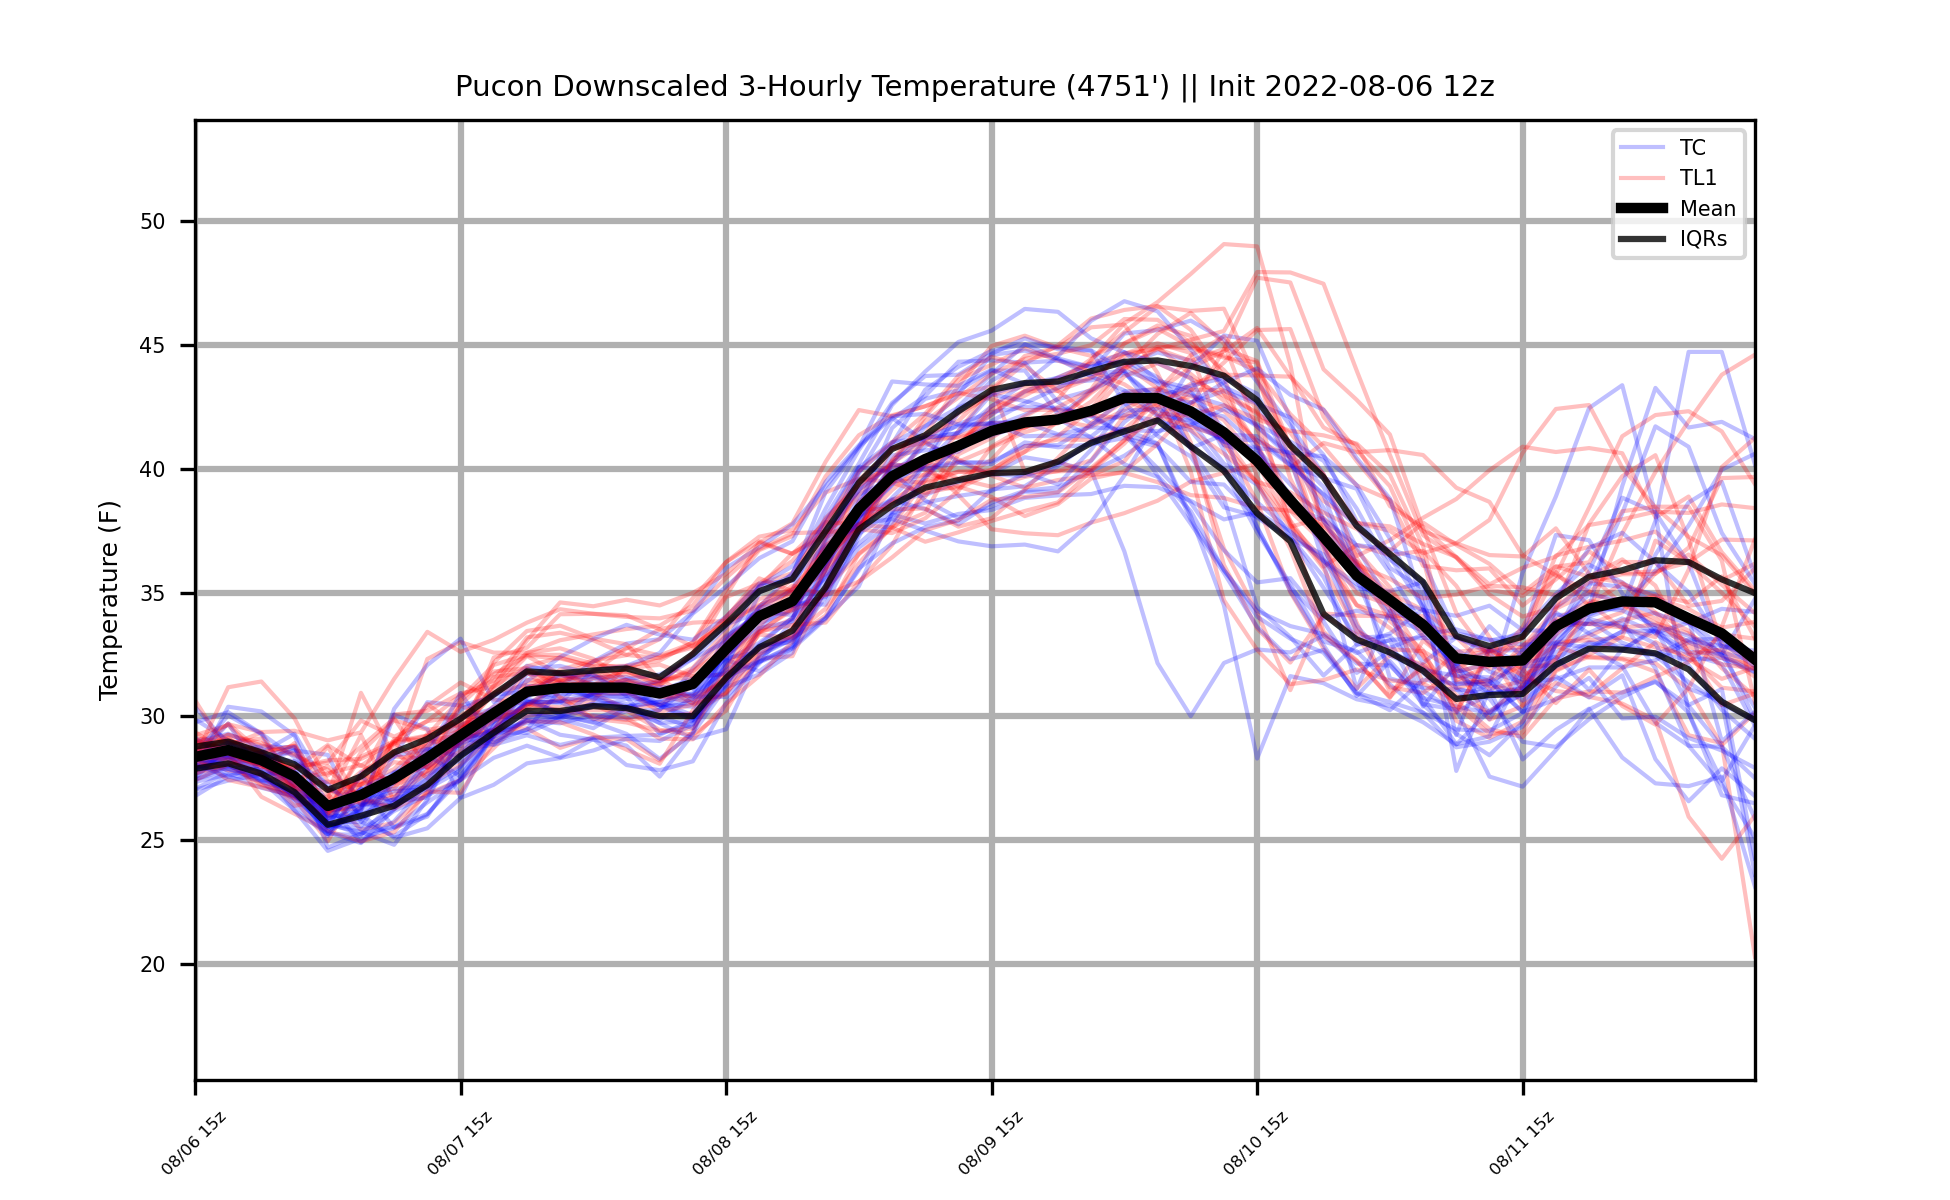 Pucon Downscaled 3-Hourly Temperature (4751') || Init 2022-08-06 12z
TC
TL1
Mean
IQRs
Temperature (F)
50
45
40
35
30
25
20
08/06 15z
08/07 15z
08/08 15z
08/09 15z
08/10 15z
08/11 15z